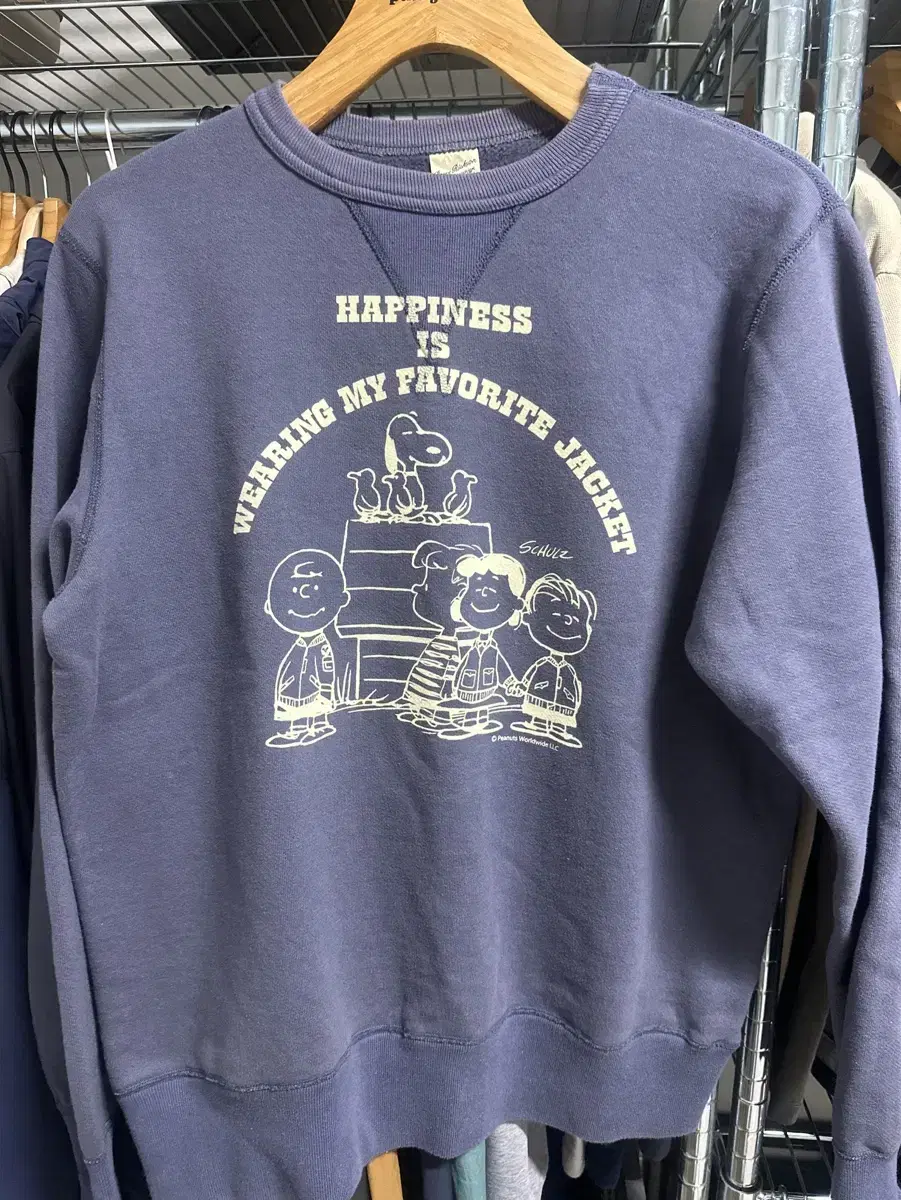 HAPPINESS
IS
WEARING MY FAVORITE JACKET
SCHULZ
© Peanuts Worldwide LLC